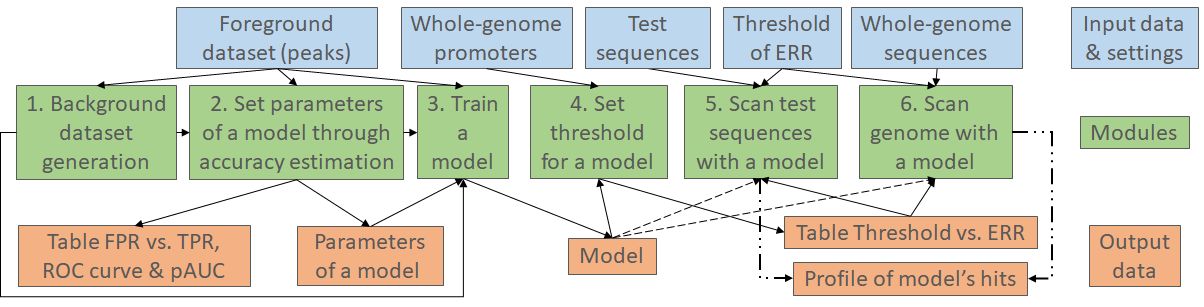 Foreground
dataset (peaks)
Whole-genome
promoters
Test
sequences
Threshold
of ERR
Whole-genome
sequences
Input data
& settings
1. Background
dataset
generation
2. Set parameters
of a model through
accuracy estimation
3. Train
a
model
4. Set
threshold
for a model
5. Scan test
sequences
with a model
6. Scan
genome with
a model
Modules
Table FPR vs. TPR,
ROC curve & pAUC
Parameters
of a model
Model
Table Threshold vs. ERR
Profile of model’s hits
Output
data